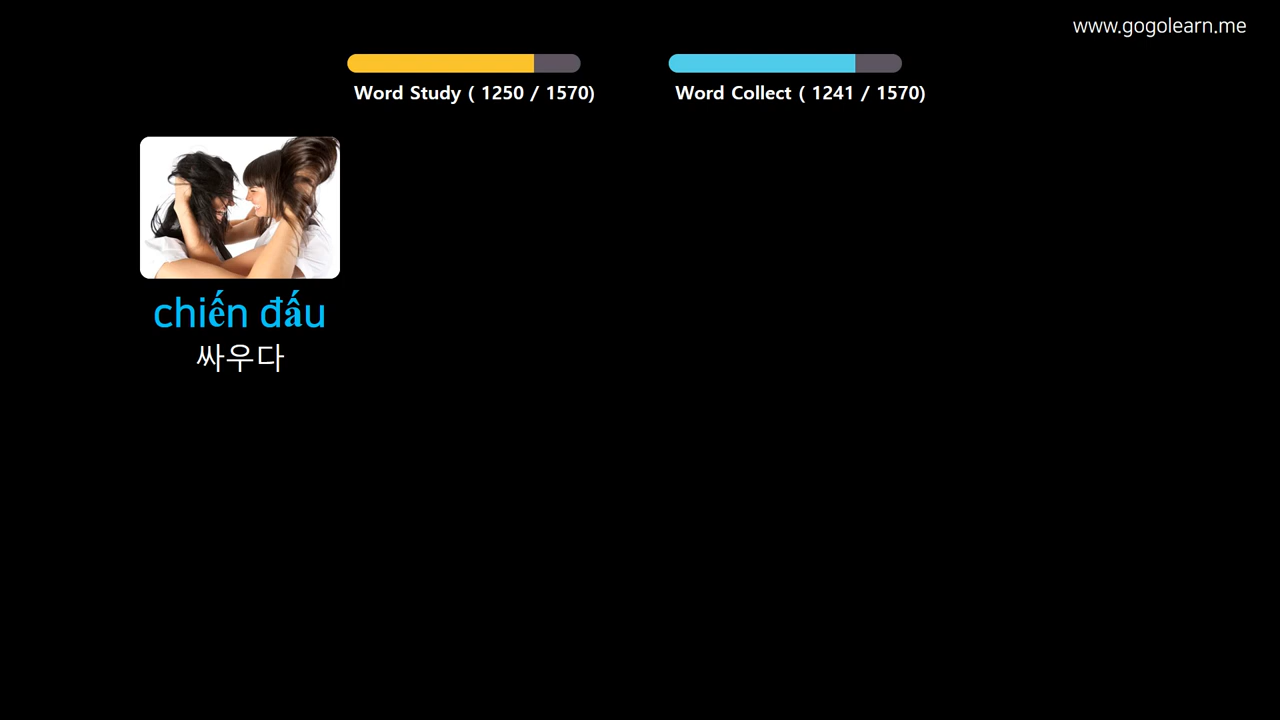 www.gogolearn.me
Word Study ( 1250 / 1570)
Word Collect ( 1241 / 1570)
chiến đấu
싸우다